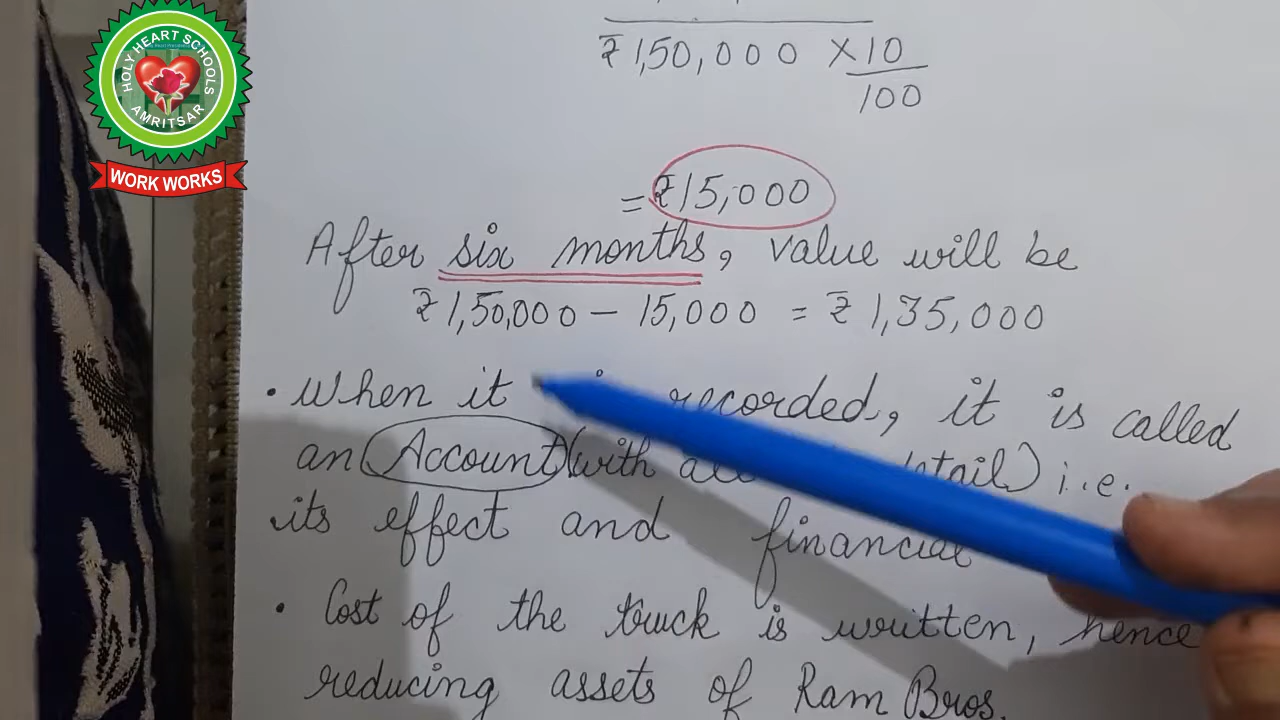 HOLY HEART SCHOOLS
AMRITSAR
WORK WORKS
₹1,50,000 × 10
100
= ₹15,000
After six months, value will be
₹1,50,000 – 15,000 = ₹1,35,000
• When it recorded, it is called
an Account (with detail) i.e.
its effect and financial
• Cost of the truck is written, hence
reducing assets of Ram Bros.